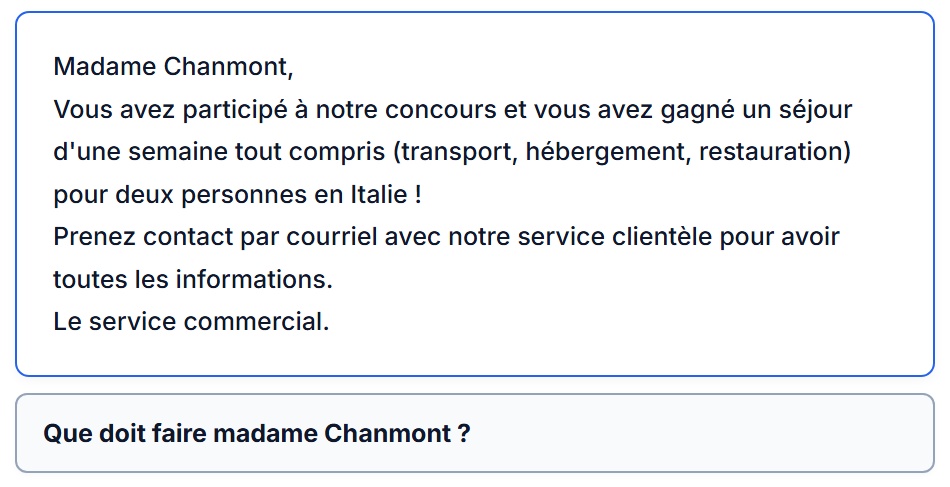 Madame Chanmont,
Vous avez participé à notre concours et vous avez gagné un séjour
d'une semaine tout compris (transport, hébergement, restauration)
pour deux personnes en Italie !
Prenez contact par courriel avec notre service clientèle pour avoir
toutes les informations.
Le service commercial.
Que doit faire madame Chanmont ?